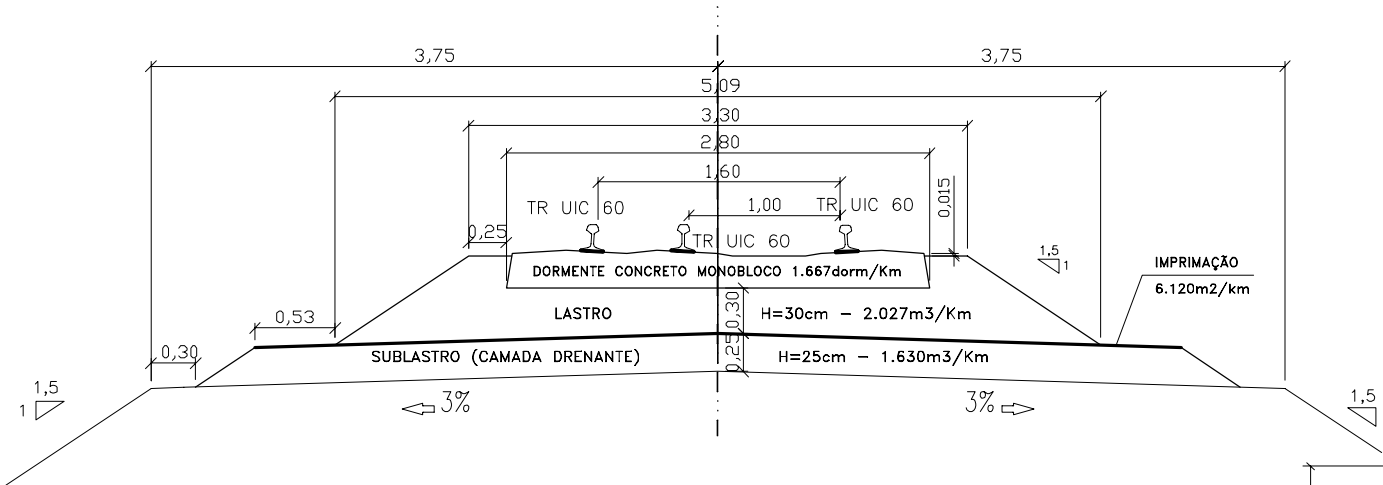 3,75
3,75
5,09
3,30
2,80
1,60
TR UIC 60
1,00
TR UIC 60
0,015
0,25
TR UIC 60
1,5
1
DORMENTE CONCRETO MONOBLOCO 1.667dorm/Km
IMPRIMAÇÃO
6.120m2/km
0,30
LASTRO
H=30cm - 2.027m3/Km
0,53
0,25
SUBLASTRO (CAMADA DRENANTE)
H=25cm - 1.630m3/Km
0,30
1,5
1
3%
3%
1,5